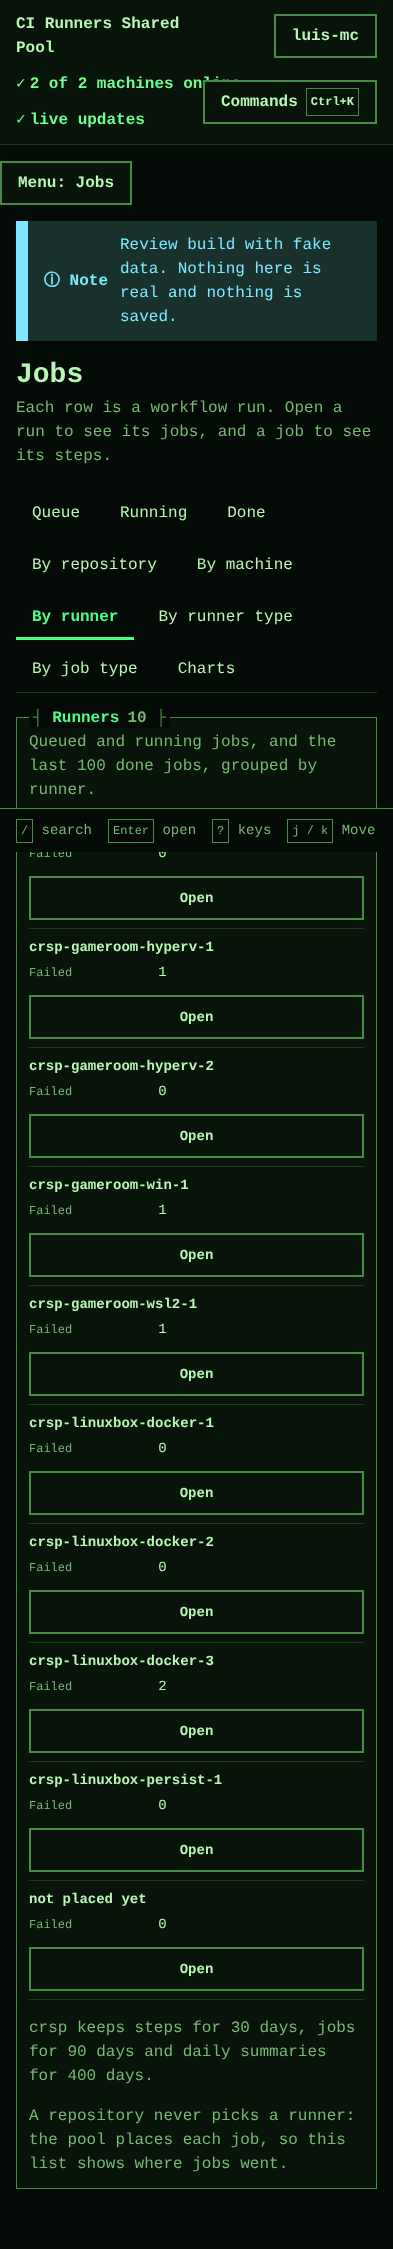 CI Runners Shared
Pool
luis-mc
✓ 2 of 2 machines online
Commands Ctrl+K
✓ live updates
Menu: Jobs
ⓘ Note
Review build with fake
data. Nothing here is
real and nothing is
saved.
Jobs
Each row is a workflow run. Open a
run to see its jobs, and a job to see
its steps.
Queue Running Done
By repository By machine
By runner By runner type
By job type Charts
Runners 10
Queued and running jobs, and the
last 100 done jobs, grouped by
runner.
/ search Enter open ? keys j / k Move
Failed 0
Open
crsp-gameroom-hyperv-1
Failed 1
Open
crsp-gameroom-hyperv-2
Failed 0
Open
crsp-gameroom-win-1
Failed 1
Open
crsp-gameroom-wsl2-1
Failed 1
Open
crsp-linuxbox-docker-1
Failed 0
Open
crsp-linuxbox-docker-2
Failed 0
Open
crsp-linuxbox-docker-3
Failed 2
Open
crsp-linuxbox-persist-1
Failed 0
Open
not placed yet
Failed 0
Open
crsp keeps steps for 30 days, jobs
for 90 days and daily summaries
for 400 days.
A repository never picks a runner:
the pool places each job, so this
list shows where jobs went.